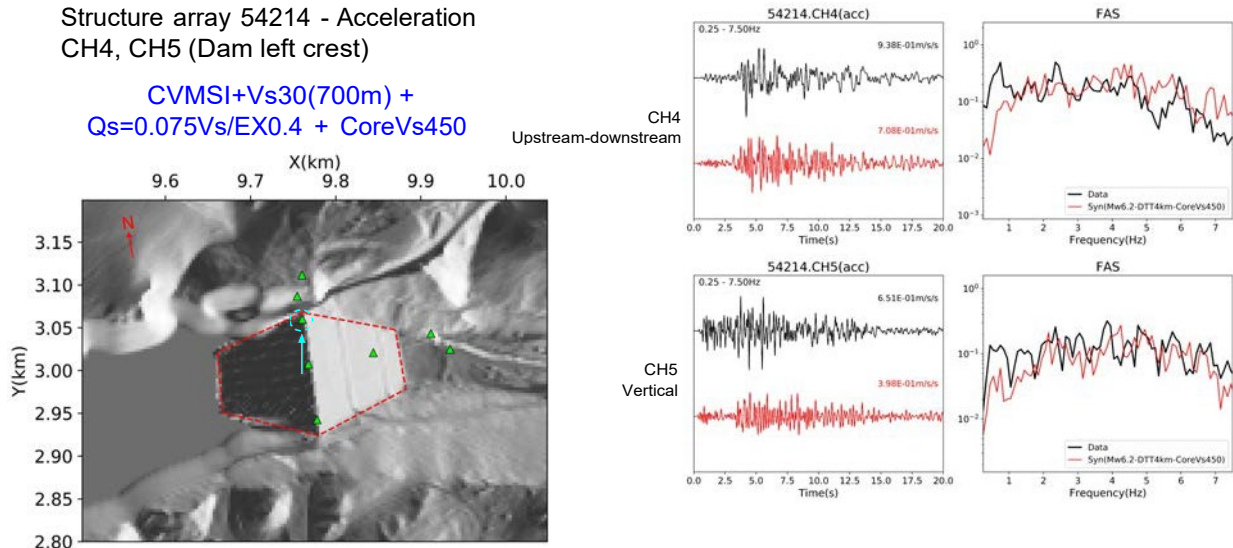 Structure array 54214 - Acceleration
CH4, CH5 (Dam left crest)
CVMSI+Vs30(700m) +
Qs=0.075Vs/EX0.4 + CoreVs450
X(km)
9.6 9.7 9.8 9.9 10.0
Y(km)
3.15
3.10
3.05
3.00
2.95
2.90
2.85
2.80
N
CH4
Upstream-downstream
54214.CH4(acc)
0.25 - 7.50Hz
9.38E-01m/s/s
7.08E-01m/s/s
0.0 2.5 5.0 7.5 10.0 12.5 15.0 17.5 20.0
Time(s)
FAS
10⁰
10⁻¹
10⁻²
10⁻³
Data
Syn(Mw6.2-DTT4km-CoreVs450)
1 2 3 4 5 6 7
Frequency(Hz)
CH5
Vertical
54214.CH5(acc)
0.25 - 7.50Hz
6.51E-01m/s/s
3.98E-01m/s/s
0.0 2.5 5.0 7.5 10.0 12.5 15.0 17.5 20.0
Time(s)
FAS
10⁰
10⁻¹
10⁻²
Data
Syn(Mw6.2-DTT4km-CoreVs450)
1 2 3 4 5 6 7
Frequency(Hz)